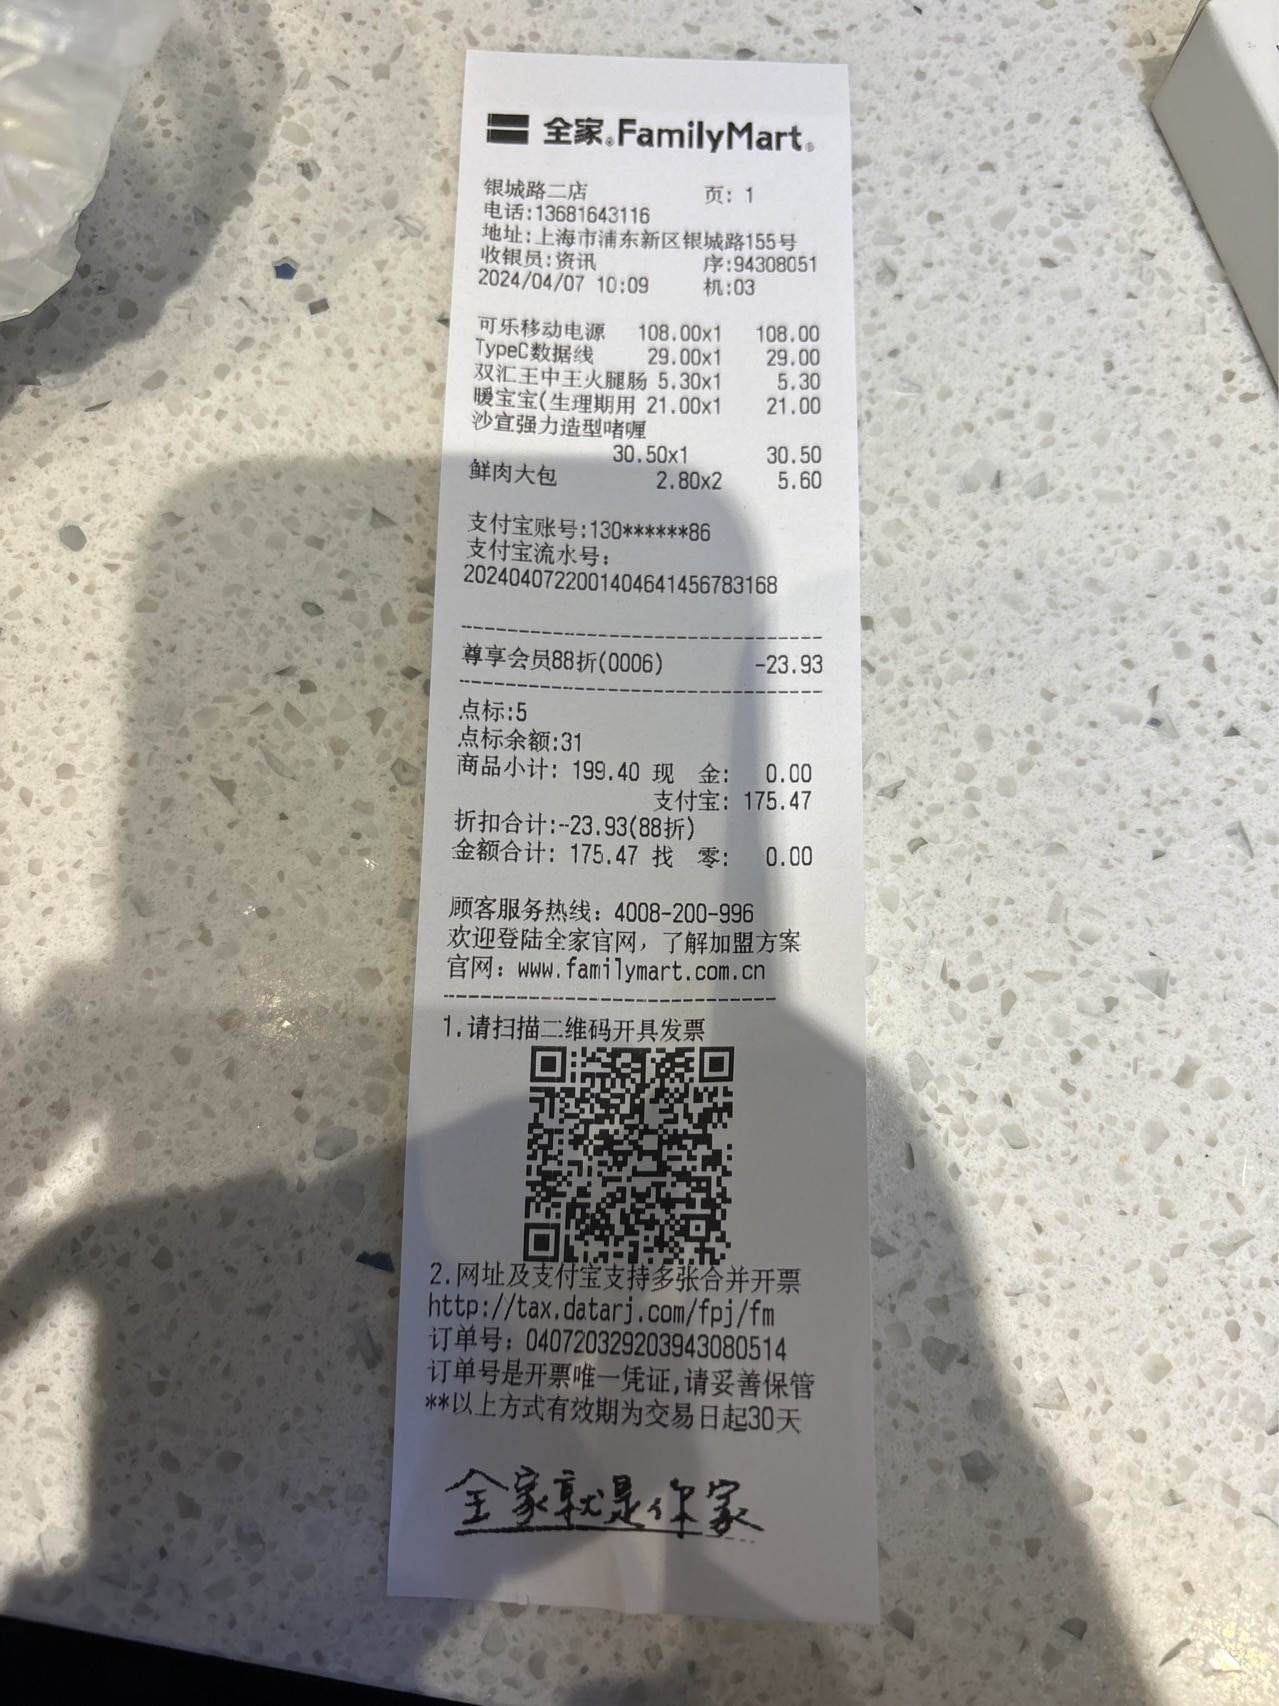 全家®FamilyMart®
银城路二店 页: 1
电话:13681643116
地址:上海市浦东新区银城路155号
收银员:资讯 序:94308051
2024/04/07 10:09 机:03
可乐移动电源 108.00x1 108.00
TypeC数据线 29.00x1 29.00
双汇王中王火腿肠 5.30x1 5.30
暖宝宝(生理期用 21.00x1 21.00
沙宣强力造型啫喱
30.50x1 30.50
鲜肉大包 2.80x2 5.60
支付宝账号:130******86
支付宝流水号:
2024040722001404641456783168
尊享会员88折(0006) -23.93
点标:5
点标余额:31
商品小计: 199.40 现 金: 0.00
支付宝: 175.47
折扣合计:--23.93(88折)
金额合计: 175.47 找 零: 0.00
顾客服务热线: 4008-200-996
欢迎登陆全家官网, 了解加盟方案
官网: www.familymart.com.cn
1.请扫描二维码开具发票
2.网址及支付宝支持多张合并开票
http://tax.datarj.com/fpj/fm
订单号: 040720329203943080514
订单号是开票唯一凭证,请妥善保管
**以上方式有效期为交易日起30天
全家就是你家